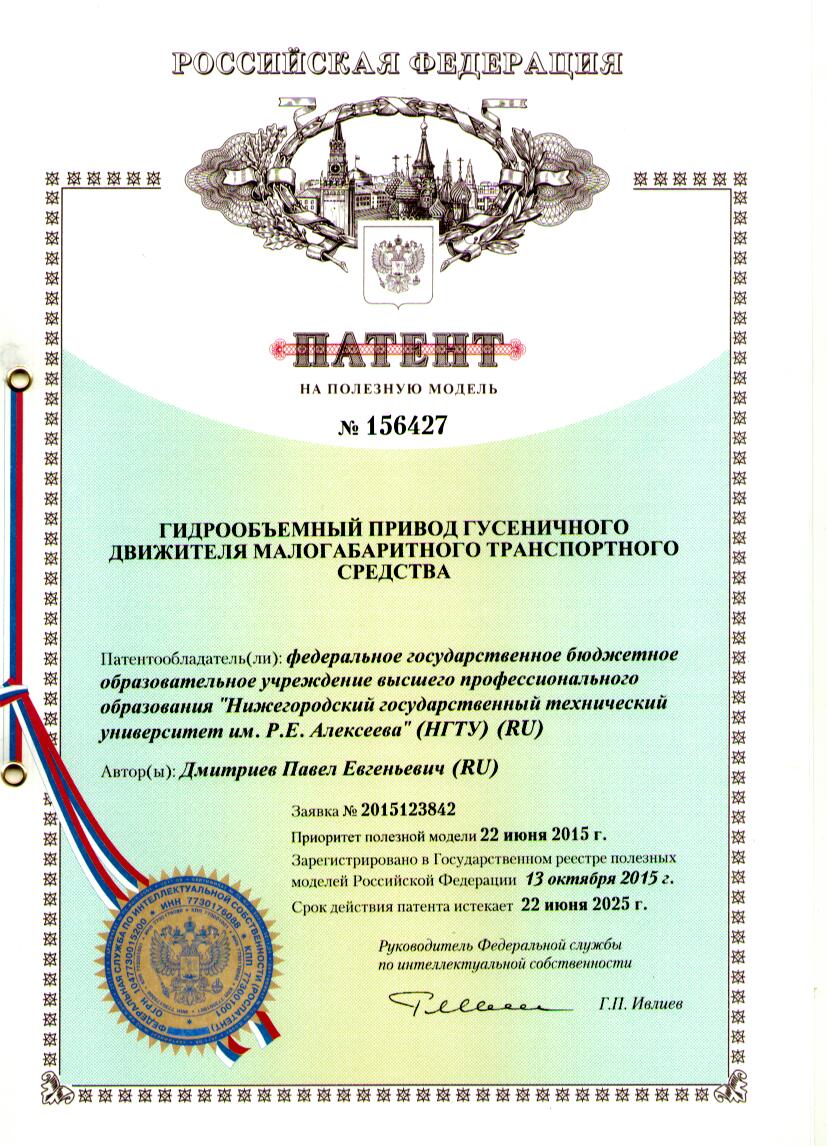 РОССИЙСКАЯ ФЕДЕРАЦИЯ
ПАТЕНТ
НА ПОЛЕЗНУЮ МОДЕЛЬ
№ 156427
ГИДРООБЪЕМНЫЙ ПРИВОД ГУСЕНИЧНОГО
ДВИЖИТЕЛЯ МАЛОГАБАРИТНОГО ТРАНСПОРТНОГО
СРЕДСТВА
Патентообладатель(ли): федеральное государственное бюджетное
образовательное учреждение высшего профессионального
образования "Нижегородский государственный технический
университет им. Р.Е. Алексеева" (НГТУ) (RU)
Автор(ы): Дмитриев Павел Евгеньевич (RU)
Заявка № 2015123842
Приоритет полезной модели 22 июня 2015 г.
Зарегистрировано в Государственном реестре полезных
моделей Российской Федерации 13 октября 2015 г.
Срок действия патента истекает 22 июня 2025 г.
Руководитель Федеральной службы
по интеллектуальной собственности
Г.П. Ивлиев
ФЕДЕРАЛЬНАЯ СЛУЖБА ПО ИНТЕЛЛЕКТУАЛЬНОЙ СОБСТВЕННОСТИ (РОСПАТЕНТ)
ОГРН 1047730015200 * ИНН 7730176088 * КПП 773001001